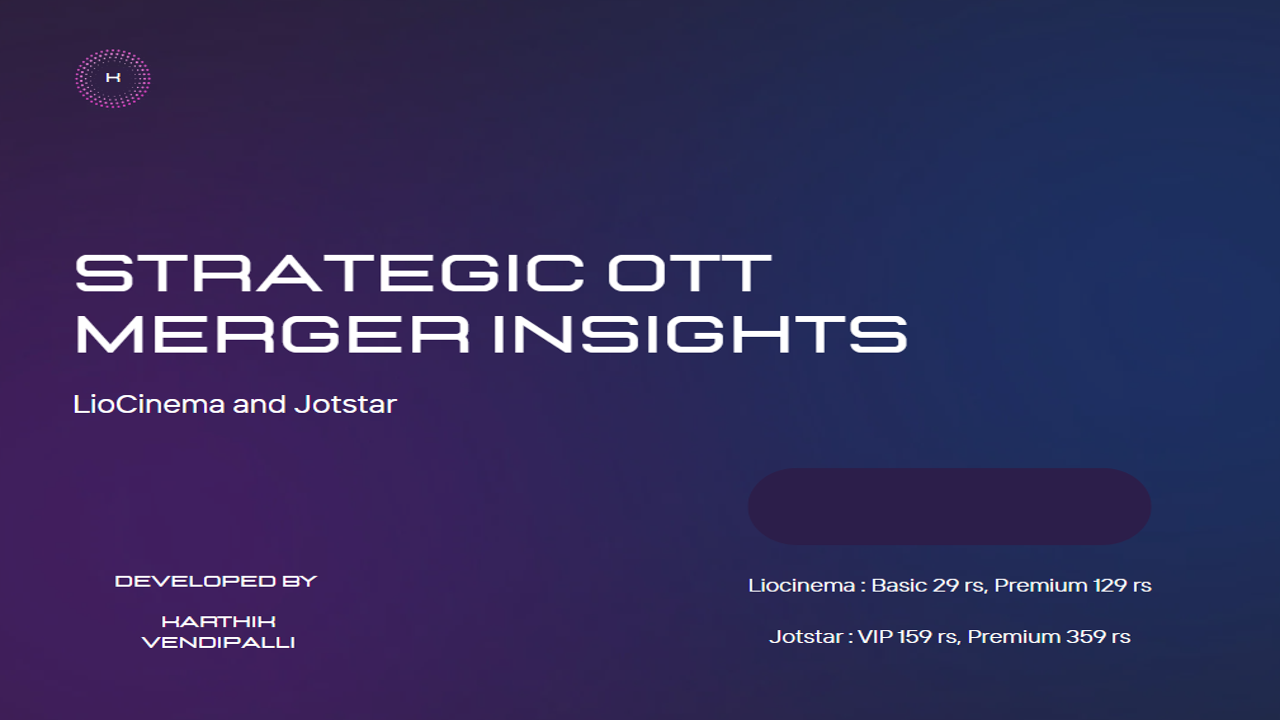 H
STRATEGIC OTT
MERGER INSIGHTS
LioCinema and Jotstar
DEVELOPED BY
HARTHIK
VENDIPALLI
Liocinema : Basic 29 rs, Premium 129 rs
Jotstar : VIP 159 rs, Premium 359 rs